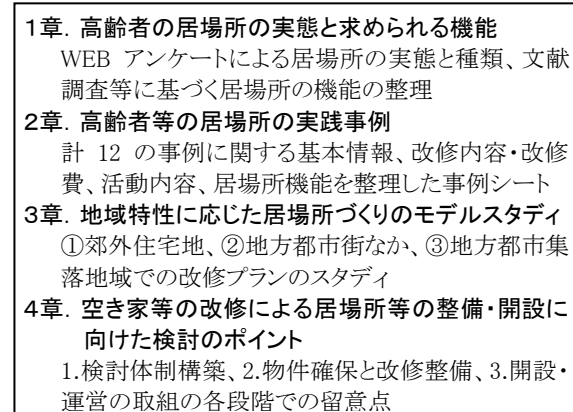 1章．高齢者の居場所の実態と求められる機能
WEB アンケートによる居場所の実態と種類、文献
調査等に基づく居場所の機能の整理
2章．高齢者等の居場所の実践事例
計 12 の事例に関する基本情報、改修内容・改修
費、活動内容、居場所機能を整理した事例シート
3章．地域特性に応じた居場所づくりのモデルスタディ
①郊外住宅地、②地方都市街なか、③地方都市集
落地域での改修プランのスタディ
4章．空き家等の改修による居場所等の整備・開設に
向けた検討のポイント
1.検討体制構築、2.物件確保と改修整備、3.開設・
運営の取組の各段階での留意点